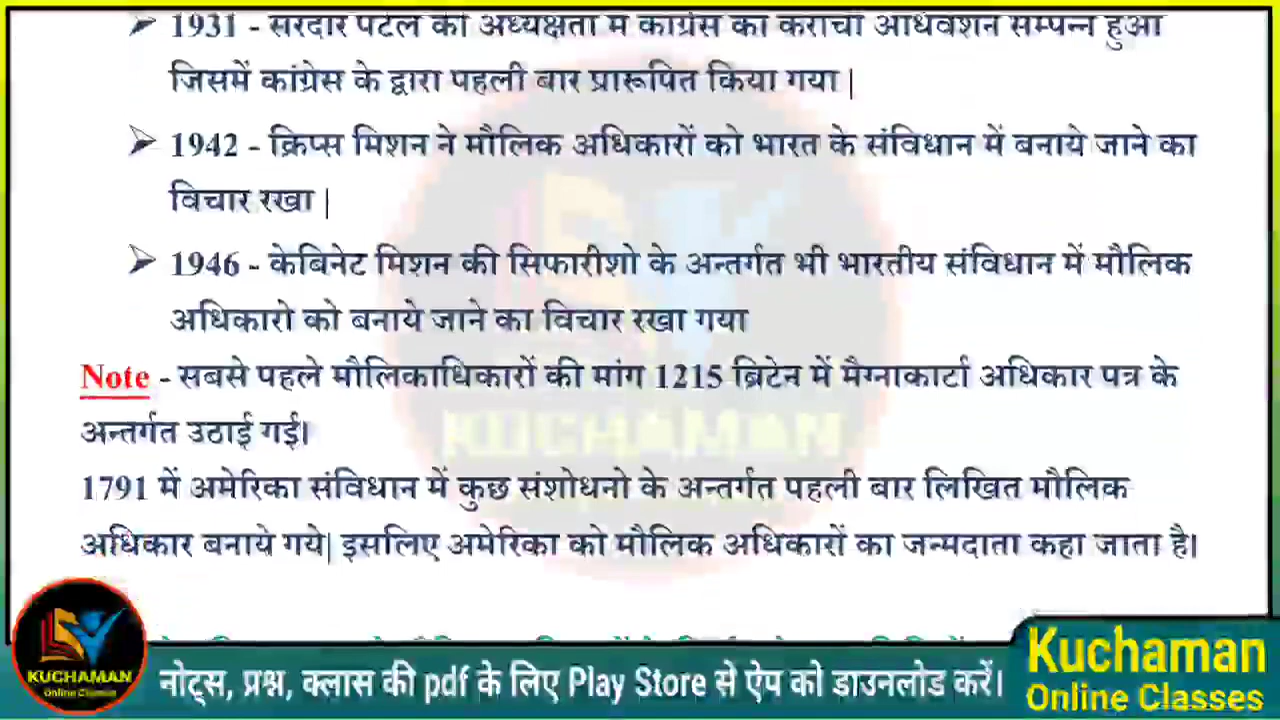 ➢ 1931 - सरदार पटेल की अध्यक्षता में कांग्रेस का कराची अधिवेशन सम्पन्न हुआ
जिसमें कांग्रेस के द्वारा पहली बार प्रारूपित किया गया |
➢ 1942 - क्रिप्स मिशन ने मौलिक अधिकारों को भारत के संविधान में बनाये जाने का
विचार रखा |
➢ 1946 - केबिनेट मिशन की सिफारीशो के अन्तर्गत भी भारतीय संविधान में मौलिक
अधिकारो को बनाये जाने का विचार रखा गया
Note - सबसे पहले मौलिकाधिकारों की मांग 1215 ब्रिटेन में मैग्नाकार्टा अधिकार पत्र के
अन्तर्गत उठाई गई।
1791 में अमेरिका संविधान में कुछ संशोधनो के अन्तर्गत पहली बार लिखित मौलिक
अधिकार बनाये गये| इसलिए अमेरिका को मौलिक अधिकारों का जन्मदाता कहा जाता है।
KUCHAMAN
KUCHAMAN
Online Classes
नोट्स, प्रश्न, क्लास की pdf के लिए Play Store से ऐप को डाउनलोड करें।
Kuchaman
Online Classes